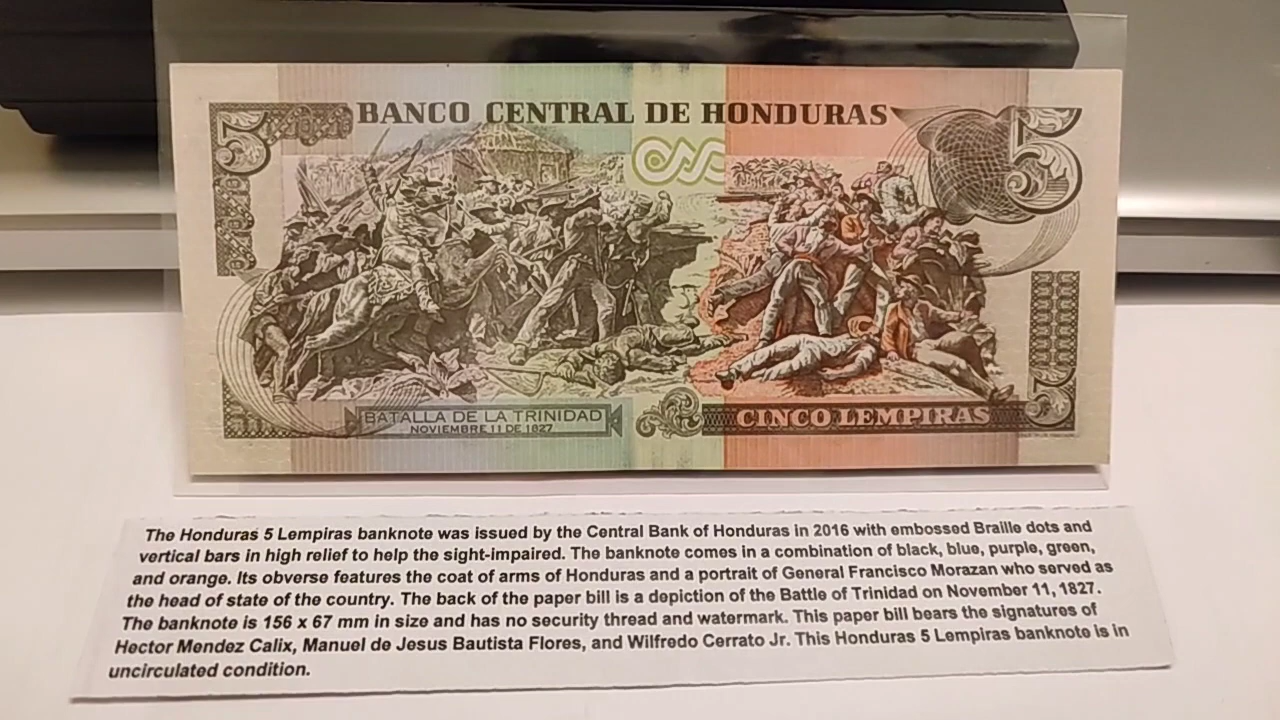 BANCO CENTRAL DE HONDURAS
5
5
BATALLA DE LA TRINIDAD
NOVIEMBRE 11 DE 1827
CINCO LEMPIRAS
5
The Honduras 5 Lempiras banknote was issued by the Central Bank of Honduras in 2016 with embossed Braille dots and
vertical bars in high relief to help the sight-impaired. The banknote comes in a combination of black, blue, purple, green,
and orange. Its obverse features the coat of arms of Honduras and a portrait of General Francisco Morazan who served as
the head of state of the country. The back of the paper bill is a depiction of the Battle of Trinidad on November 11, 1827.
The banknote is 156 x 67 mm in size and has no security thread and watermark. This paper bill bears the signatures of
Hector Mendez Calix, Manuel de Jesus Bautista Flores, and Wilfredo Cerrato Jr. This Honduras 5 Lempiras banknote is in
uncirculated condition.